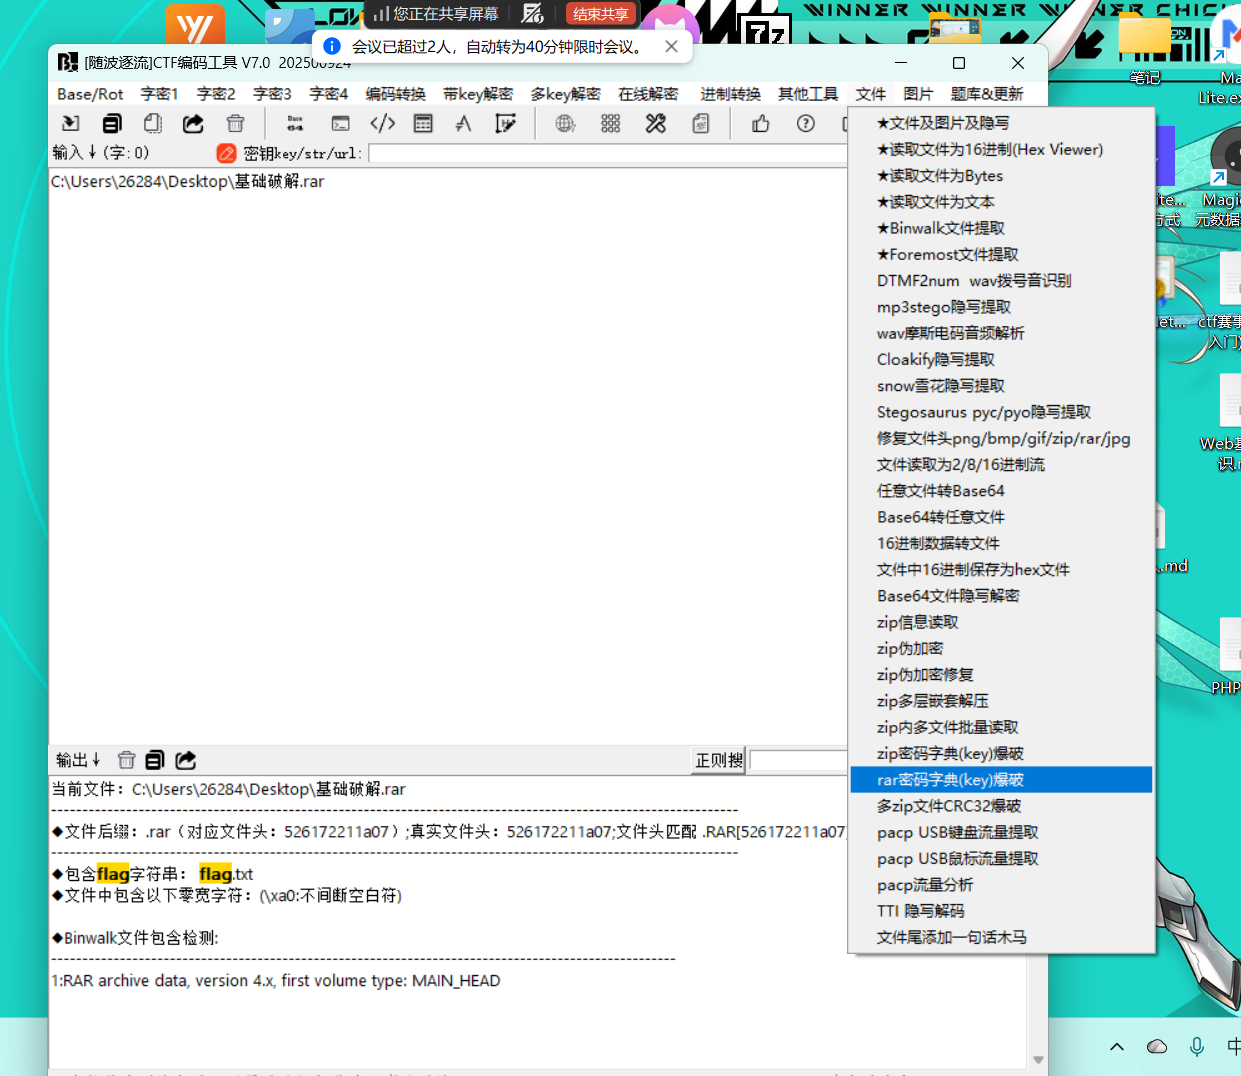 WINNER WINNER WINNER CHICK
您正在共享屏幕
结束共享
会议已超过2人，自动转为40分钟限时会议。
[随波逐流]CTF编码工具 V7.0 202500924
笔记
Lite.ex
Base/Rot 字密1 字密2 字密3 字密4 编码转换 带key解密 多key解密 在线解密 进制转换 其他工具 文件 图片 题库&更新
输入↓(字: 0)
密钥key/str/url:
C:\Users\26284\Desktop\基础破解.rar
★文件及图片及隐写
★读取文件为16进制(Hex Viewer)
★读取文件为Bytes
★读取文件为文本
★Binwalk文件提取
★Foremost文件提取
DTMF2num wav拨号音识别
mp3stego隐写提取
wav摩斯电码音频解析
Cloakify隐写提取
snow雪花隐写提取
Stegosaurus pyc/pyo隐写提取
修复文件头png/bmp/gif/zip/rar/jpg
文件读取为2/8/16进制流
任意文件转Base64
Base64转任意文件
16进制数据转文件
文件中16进制保存为hex文件
Base64文件隐写解密
zip信息读取
zip伪加密
zip伪加密修复
zip多层嵌套解压
zip内多文件批量读取
zip密码字典(key)爆破
rar密码字典(key)爆破
多zip文件CRC32爆破
pacp USB键盘流量提取
pacp USB鼠标流量提取
pacp流量分析
TTI 隐写解码
文件尾添加一句话木马
Magi
元数据
ctf赛事
入门
Web基
识.
.md
PHP
输出↓
正则搜
当前文件：C:\Users\26284\Desktop\基础破解.rar
◆文件后缀：.rar（对应文件头：526172211a07）;真实文件头：526172211a07;文件头匹配 .RAR[526172211a07
◆包含flag字符串： flag.txt
◆文件中包含以下零宽字符：(\xa0:不间断空白符)
◆Binwalk文件包含检测:
1:RAR archive data, version 4.x, first volume type: MAIN_HEAD
中